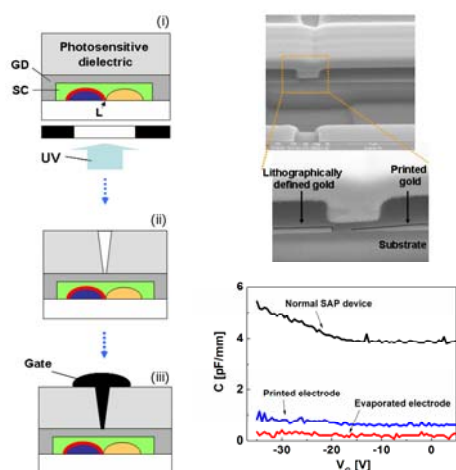 (i)
Photosensitive
dielectric
GD
SC
L
UV
(ii)
Gate
(iii)
Lithographically
defined gold
Printed
gold
Substrate
6
4
2
0
C [pF/mm]
Normal SAP device
Printed electrode
Evaporated electrode
-30
-20
-10
0